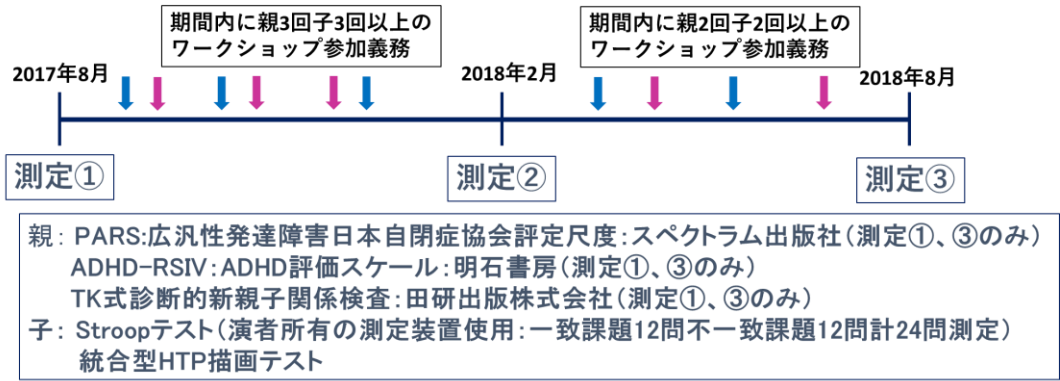 期間内に親3回子3回以上の
ワークショップ参加義務
期間内に親2回子2回以上の
ワークショップ参加義務
2017年8月
2018年2月
2018年8月
測定①
測定②
測定③
親：PARS:広汎性発達障害日本自閉症協会評定尺度：スペクトラム出版社（測定①、③のみ）
ADHD-RSIV：ADHD評価スケール：明石書房（測定①、③のみ）
TK式診断的新親子関係検査：田研出版株式会社（測定①、③のみ）
子：Stroopテスト（演者所有の測定装置使用：一致課題12問不一致課題12問計24問測定）
統合型HTP描画テスト